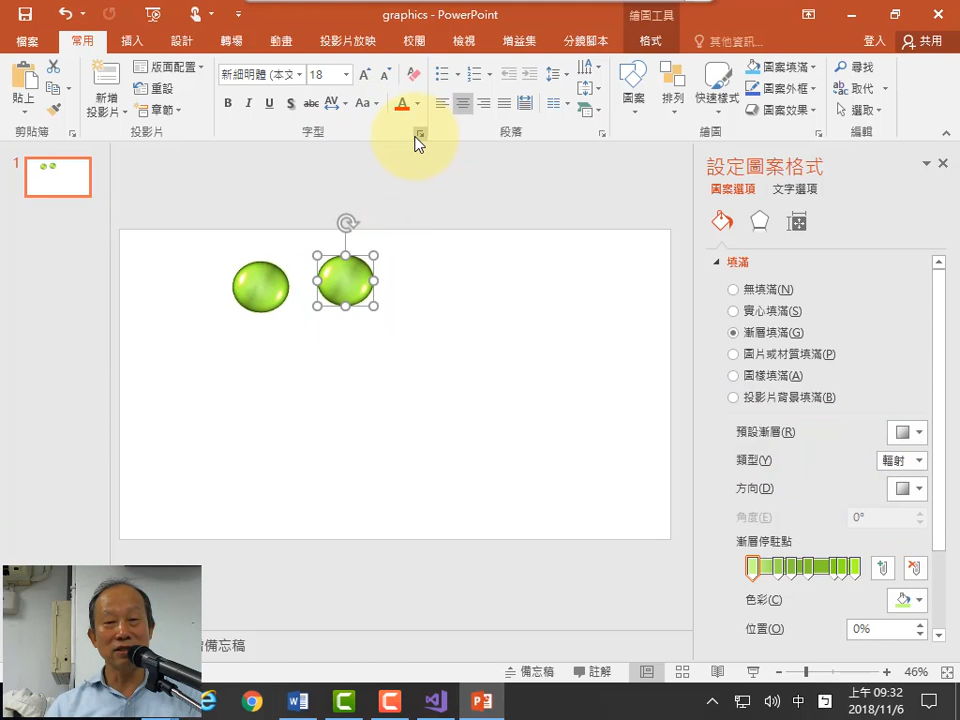 graphics - PowerPoint
繪圖工具
檔案
常用
插入
設計
轉場
動畫
投影片放映
校閱
檢視
增益集
分鏡腳本
格式
其他資訊...
登入
共用
貼上
剪貼簿
新增
投影片
版面配置
重設
章節
投影片
新細明體 (本文)
18
B I U S abc AV Aa A
字型
段落
圖案
排列
快速樣式
圖案填滿
圖案外框
圖案效果
繪圖
尋找
取代
選取
編輯
1
設定圖案格式
圖案選項
文字選項
填滿
無填滿(N)
實心填滿(S)
漸層填滿(G)
圖片或材質填滿(P)
圖樣填滿(A)
投影片背景填滿(B)
預設漸層(R)
類型(Y)
輻射
方向(D)
角度(E)
0°
漸層停駐點
色彩(C)
位置(O)
0%
備忘稿
備忘稿
註解
46%
中
上午 09:32
2018/11/6